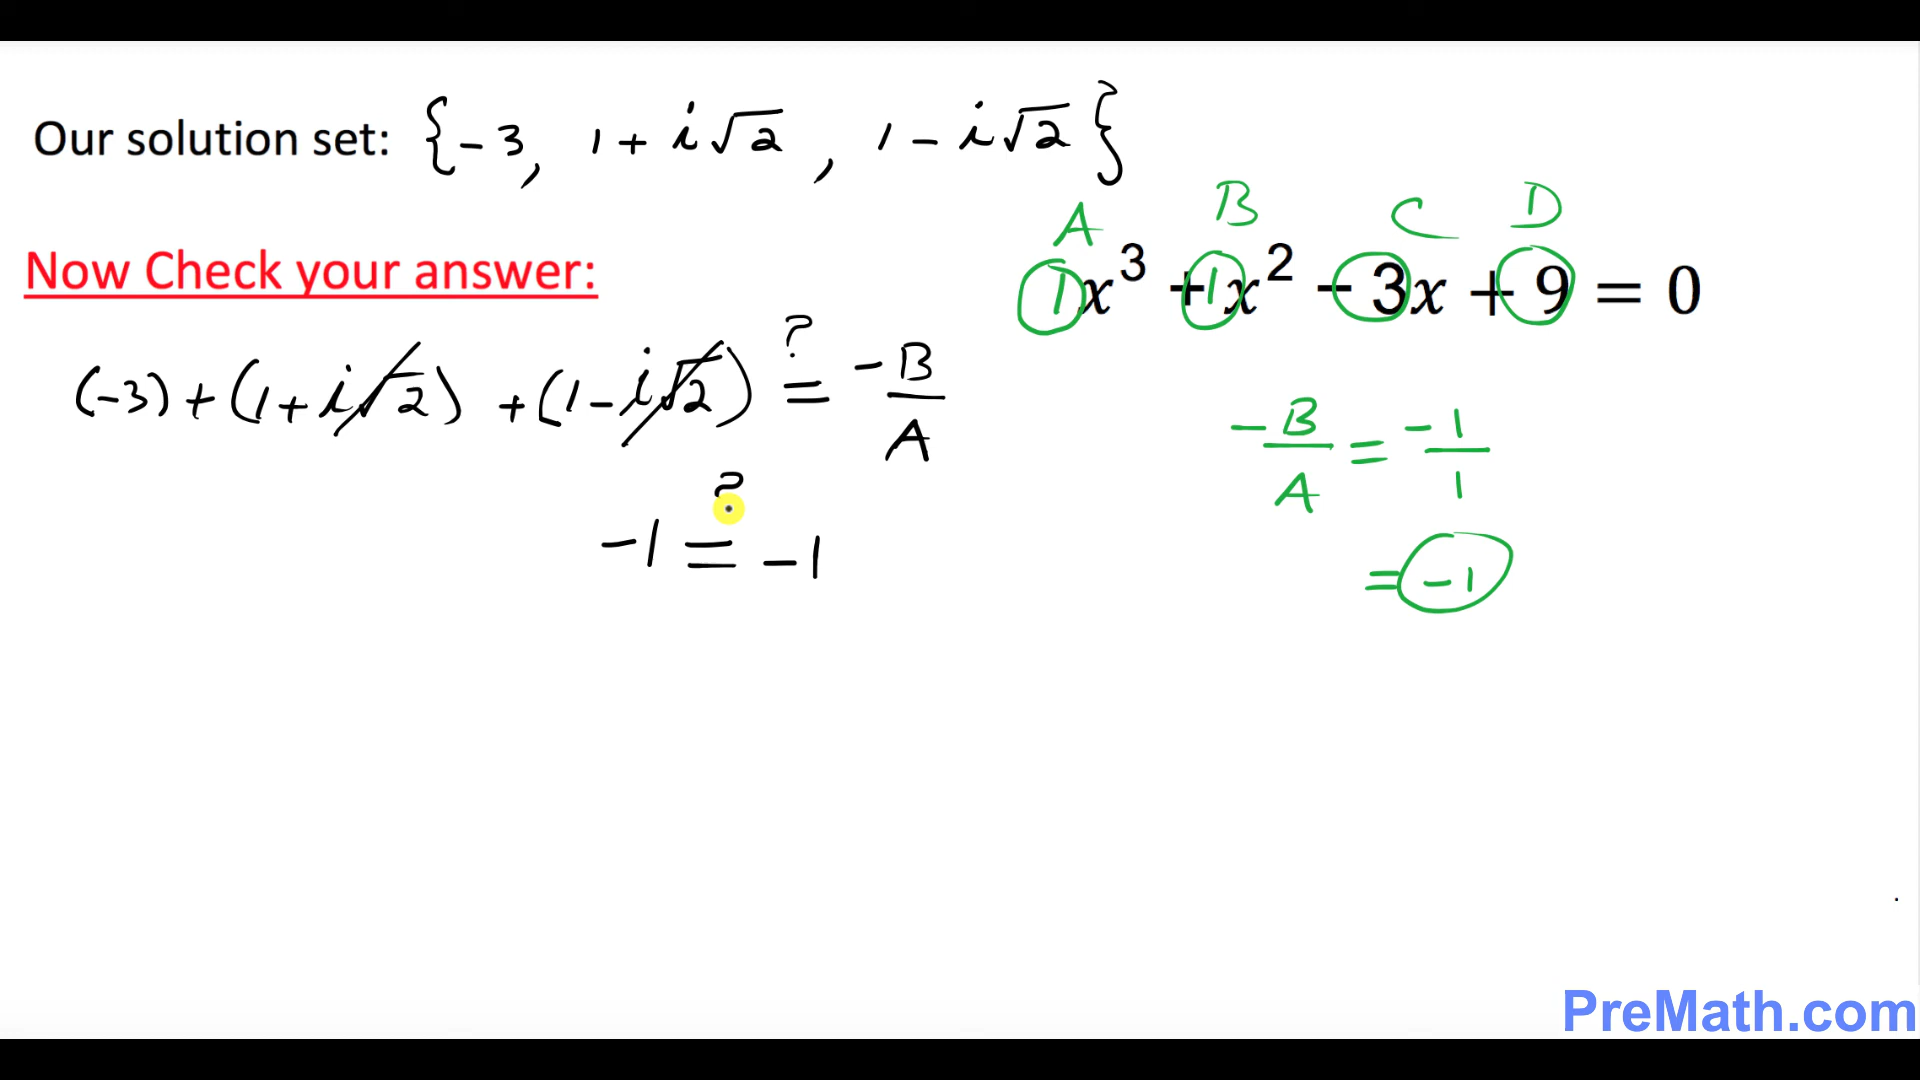 Our solution set: {-3, 1 + i√2, 1 - i√2}
A B C D
1x³ + 1x² - 3x + 9 = 0
Now Check your answer:
(-3) + (1 + i√2) + (1 - i√2) ?= -B/A
-B/A = -1/1
-1 ?= -1
= -1
PreMath.com